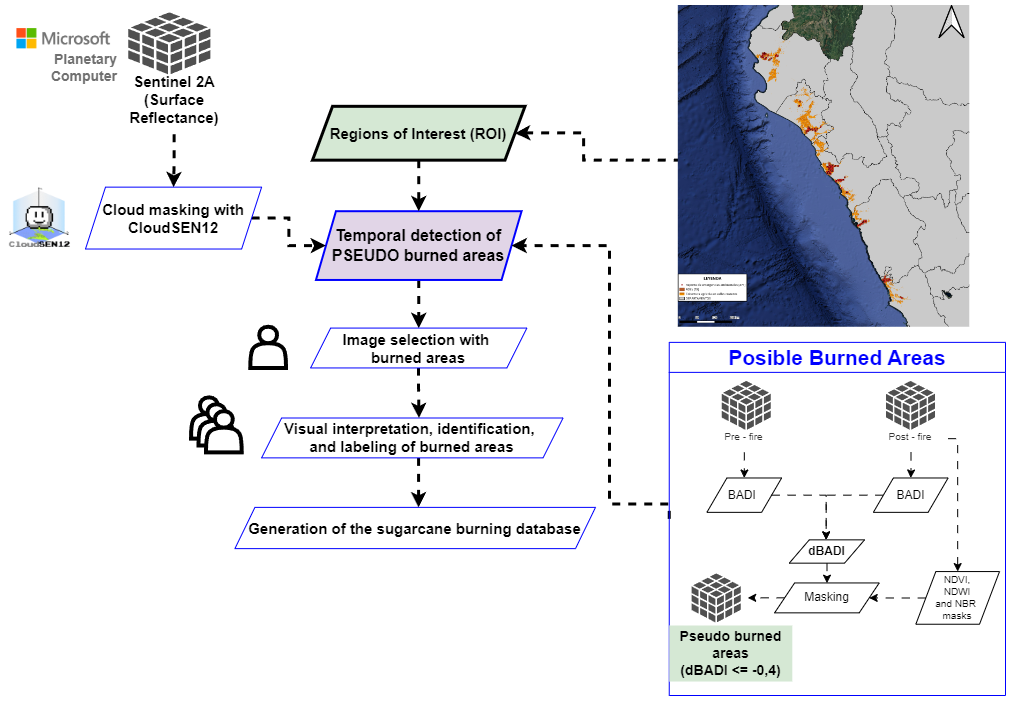 Microsoft
Planetary
Computer
Sentinel 2A
(Surface
Reflectance)
Regions of Interest (ROI)
Cloud masking with
CloudSEN12
CLoudSEN12
Temporal detection of
PSEUDO burned areas
Image selection with
burned areas
Visual interpretation, identification,
and labeling of burned areas
Generation of the sugarcane burning database
LEYENDA
Posible Burned Areas
Pre - fire
Post - fire
BADI
BADI
dBADI
Masking
NDVI,
NDWI
and NBR
masks
Pseudo burned
areas
(dBADI <= -0,4)